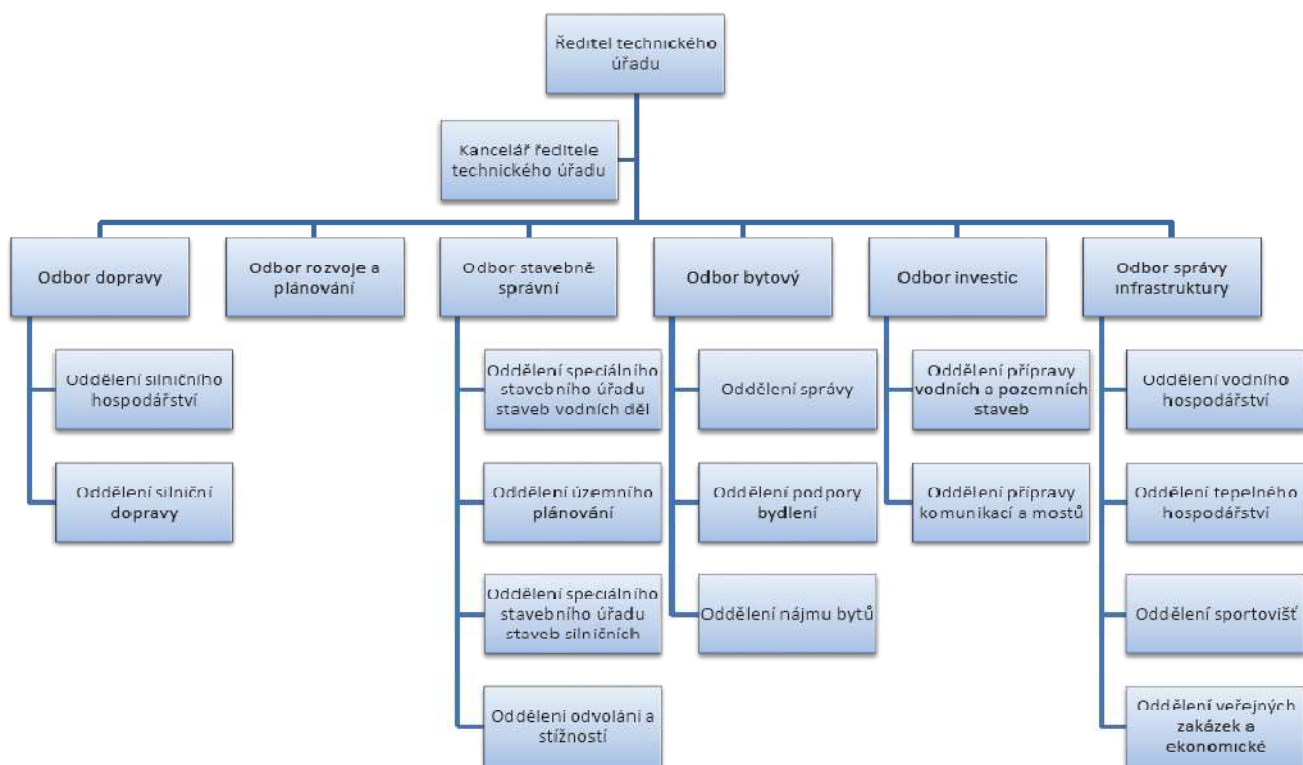 Ředitel technického
úřadu
Kancelář ředitele
technického úřadu
Odbor dopravy
Odbor rozvoje a
plánování
Odbor stavebně
správní
Odbor bytový
Odbor investic
Odbor správy
infrastruktury
Oddělení silničního
hospodářství
Oddělení silniční
dopravy
Oddělení speciálního
stavebního úřadu
staveb vodních děl
Oddělení územního
plánování
Oddělení speciálního
stavebního úřadu
staveb silničních
Oddělení odvolání a
stížností
Oddělení správy
Oddělení podpory
bydlení
Oddělení nájmu bytů
Oddělení přípravy
vodních a pozemních
staveb
Oddělení přípravy
komunikací a mostů
Oddělení vodního
hospodářství
Oddělení tepelného
hospodářství
Oddělení sportovišť
Oddělení veřejných
zakázek a
ekonomické